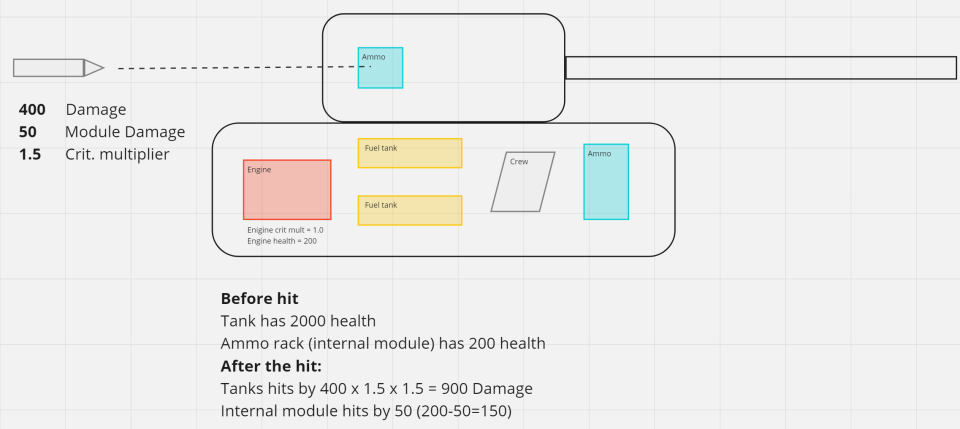 Ammo
400 Damage
50 Module Damage
1.5 Crit. multiplier
Fuel tank
Crew
Ammo
Engine
Fuel tank
Enigine crit mult = 1.0
Engine health = 200
Before hit
Tank has 2000 health
Ammo rack (internal module) has 200 health
After the hit:
Tanks hits by 400 x 1.5 x 1.5 = 900 Damage
Internal module hits by 50 (200-50=150)